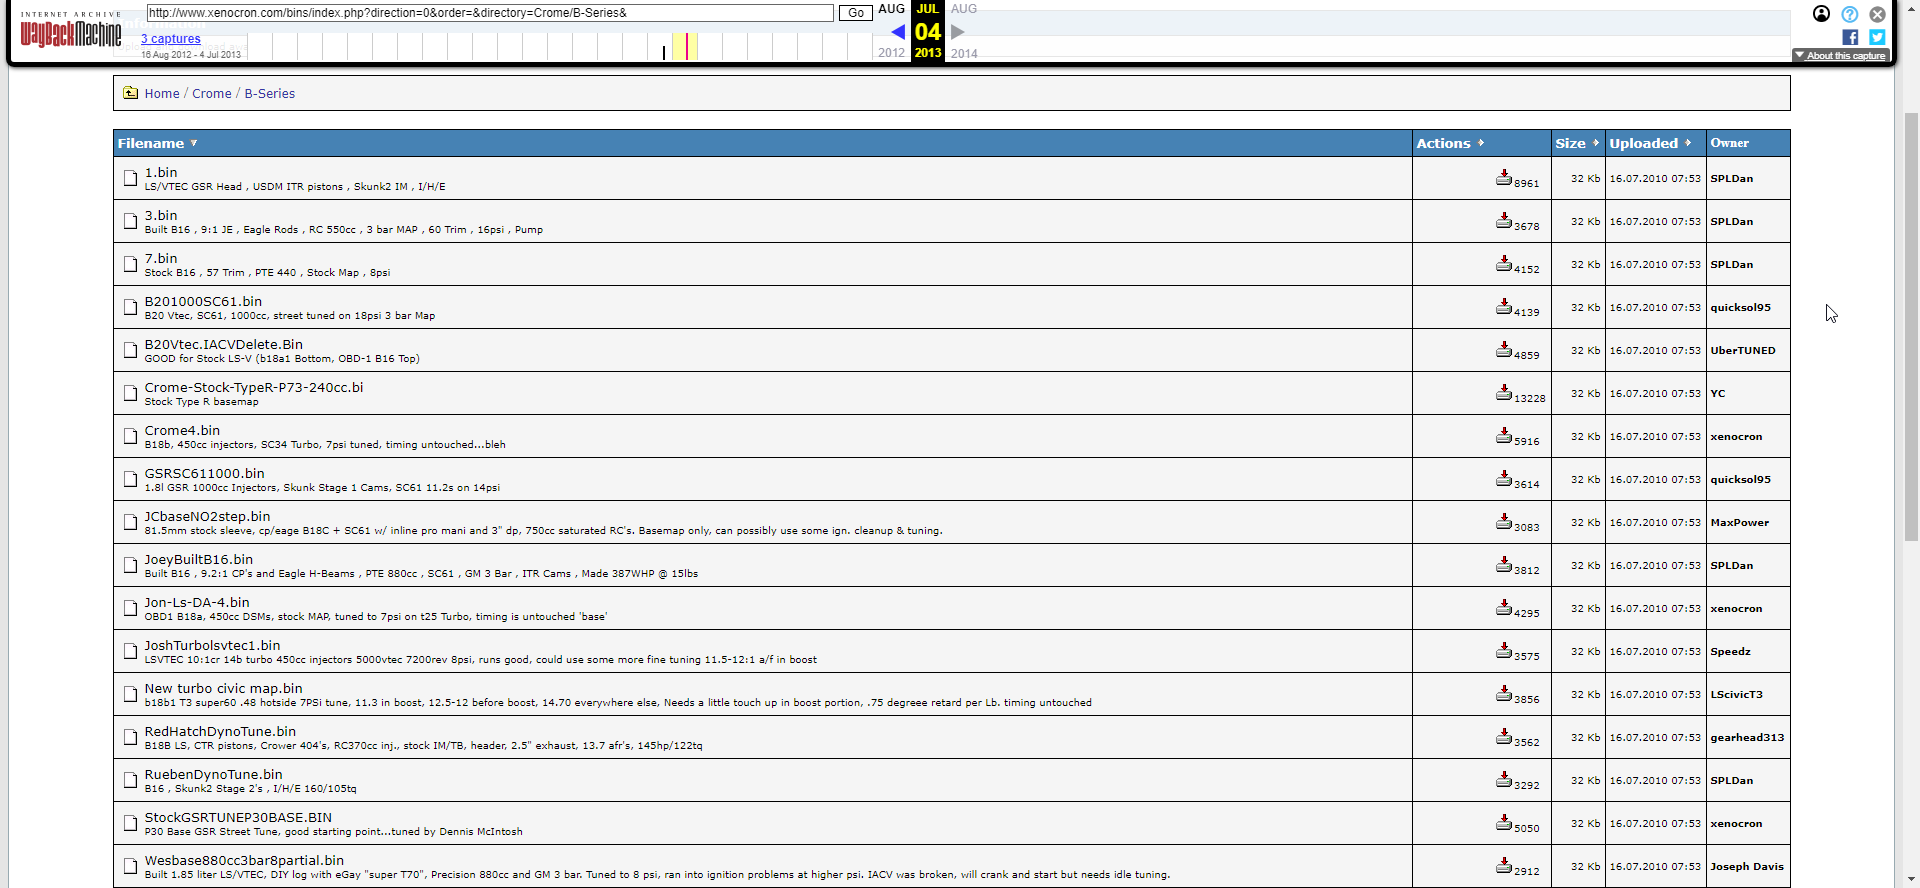 INTERNET ARCHIVE
WayBackMachine
http://www.xenocron.com/bins/index.php?direction=0&order=&directory=Crome/B-Series&
Go
AUG
JUL
AUG
3 captures
04
16 Aug 2012 - 4 Jul 2013
2012
2013
2014
About this capture
Home / Crome / B-Series
Filename Actions Size Uploaded Owner
1.bin
LS/VTEC GSR Head , USDM ITR pistons , Skunk2 IM , I/H/E
8961 32 Kb 16.07.2010 07:53 SPLDan
3.bin
Built B16 , 9:1 JE , Eagle Rods , RC 550cc , 3 bar MAP , 60 Trim , 16psi , Pump
3678 32 Kb 16.07.2010 07:53 SPLDan
7.bin
Stock B16 , 57 Trim , PTE 440 , Stock Map , 8psi
4152 32 Kb 16.07.2010 07:53 SPLDan
B201000SC61.bin
B20 Vtec, SC61, 1000cc, street tuned on 18psi 3 bar Map
4139 32 Kb 16.07.2010 07:53 quicksol95
B20Vtec.IACVDelete.Bin
GOOD for Stock LS-V (b18a1 Bottom, OBD-1 B16 Top)
4859 32 Kb 16.07.2010 07:53 UberTUNED
Crome-Stock-TypeR-P73-240cc.bi
Stock Type R basemap
13228 32 Kb 16.07.2010 07:53 YC
Crome4.bin
B18b, 450cc injectors, SC34 Turbo, 7psi tuned, timing untouched...bleh
5916 32 Kb 16.07.2010 07:53 xenocron
GSRSC611000.bin
1.8l GSR 1000cc Injectors, Skunk Stage 1 Cams, SC61 11.2s on 14psi
3614 32 Kb 16.07.2010 07:53 quicksol95
JCbaseNO2step.bin
81.5mm stock sleeve, cp/eage B18C + SC61 w/ inline pro mani and 3" dp, 750cc saturated RC's. Basemap only, can possibly use some ign. cleanup & tuning.
3083 32 Kb 16.07.2010 07:53 MaxPower
JoeyBuiltB16.bin
Built B16 , 9.2:1 CP's and Eagle H-Beams , PTE 880cc , SC61 , GM 3 Bar , ITR Cams , Made 387WHP @ 15lbs
3812 32 Kb 16.07.2010 07:53 SPLDan
Jon-Ls-DA-4.bin
OBD1 B18a, 450cc DSMs, stock MAP, tuned to 7psi on t25 Turbo, timing is untouched 'base'
4295 32 Kb 16.07.2010 07:53 xenocron
JoshTurbolsvtec1.bin
LSVTEC 10:1cr 14b turbo 450cc injectors 5000vtec 7200rev 8psi, runs good, could use some more fine tuning 11.5-12:1 a/f in boost
3575 32 Kb 16.07.2010 07:53 Speedz
New turbo civic map.bin
b18b1 T3 super60 .48 hotside 7PSi tune, 11.3 in boost, 12.5-12 before boost, 14.70 everywhere else, Needs a little touch up in boost portion, .75 degreee retard per Lb. timing untouched
3856 32 Kb 16.07.2010 07:53 LScivicT3
RedHatchDynoTune.bin
B18B LS, CTR pistons, Crower 404's, RC370cc inj., stock IM/TB, header, 2.5" exhaust, 13.7 afr's, 145hp/122tq
3562 32 Kb 16.07.2010 07:53 gearhead313
RuebenDynoTune.bin
B16 , Skunk2 Stage 2's , I/H/E 160/105tq
3292 32 Kb 16.07.2010 07:53 SPLDan
StockGSRTUNEP30BASE.BIN
P30 Base GSR Street Tune, good starting point...tuned by Dennis McIntosh
5050 32 Kb 16.07.2010 07:53 xenocron
Wesbase880cc3bar8partial.bin
Built 1.85 liter LS/VTEC, DIY log with eGay "super T70", Precision 880cc and GM 3 bar. Tuned to 8 psi, ran into ignition problems at higher psi. IACV was broken, will crank and start but needs idle tuning.
2912 32 Kb 16.07.2010 07:53 Joseph Davis